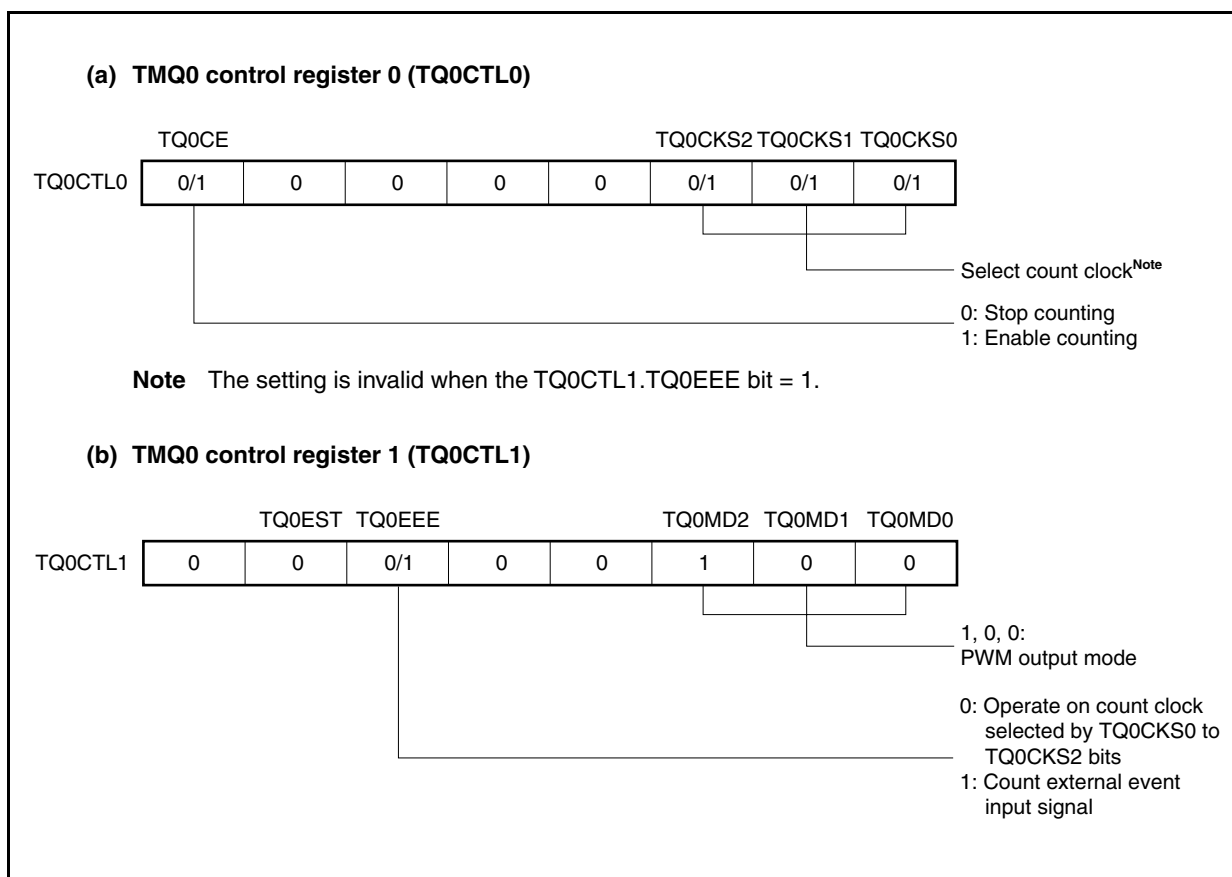 (a) TMQ0 control register 0 (TQ0CTL0)
TQ0CE TQ0CKS2 TQ0CKS1 TQ0CKS0
TQ0CTL0 0/1 0 0 0 0 0/1 0/1 0/1
Select count clockNote
0: Stop counting
1: Enable counting
Note The setting is invalid when the TQ0CTL1.TQ0EEE bit = 1.
(b) TMQ0 control register 1 (TQ0CTL1)
TQ0EST TQ0EEE TQ0MD2 TQ0MD1 TQ0MD0
TQ0CTL1 0 0 0/1 0 0 1 0 0
1, 0, 0:
PWM output mode
0: Operate on count clock
selected by TQ0CKS0 to
TQ0CKS2 bits
1: Count external event
input signal